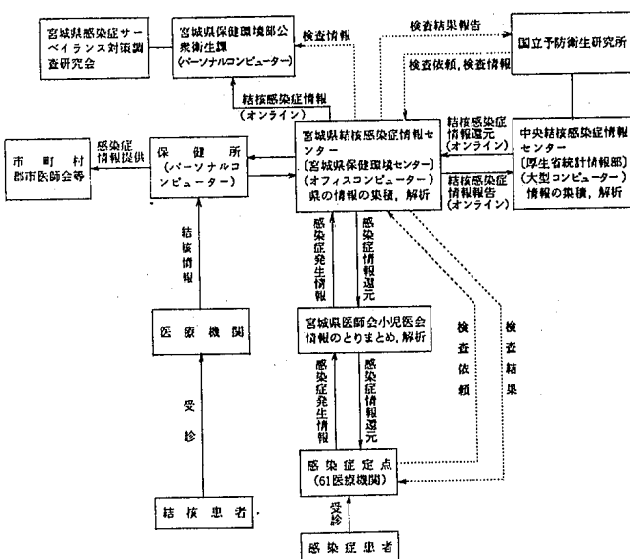 宮城県感染症サー
ベイランス対策調
査研究会
宮城県保健環境部公
衆衛生課
(パーソナルコンピューター)
検査情報
検査結果報告
国立予防衛生研究所
検査依頼,検査情報
結核感染症情報
(オンライン)
市町村
郡市医師会等
感染症
情報提供
保健所
(パーソナルコ
ンピューター)
宮城県結核感染症情報セ
ンター
(宮城県保健環境センター)
(オフィスコンピューター)
県の情報の集積,解析
結核感染症
情報還元
(オンライン)
結核感染症
情報報告
(オンライン)
中央結核感染症情報
センター
〔厚生省統計情報部〕
(大型コンピューター)
情報の集積,解析
結核情報
感染症発生情報
感染症情報還元
医療機関
宮城県医師会小児医会
情報のとりまとめ,解析
検査依頼
検査結果
受診
感染症発生情報
感染症情報還元
感染症定点
(61医療機関)
結核患者
受診
感染症患者